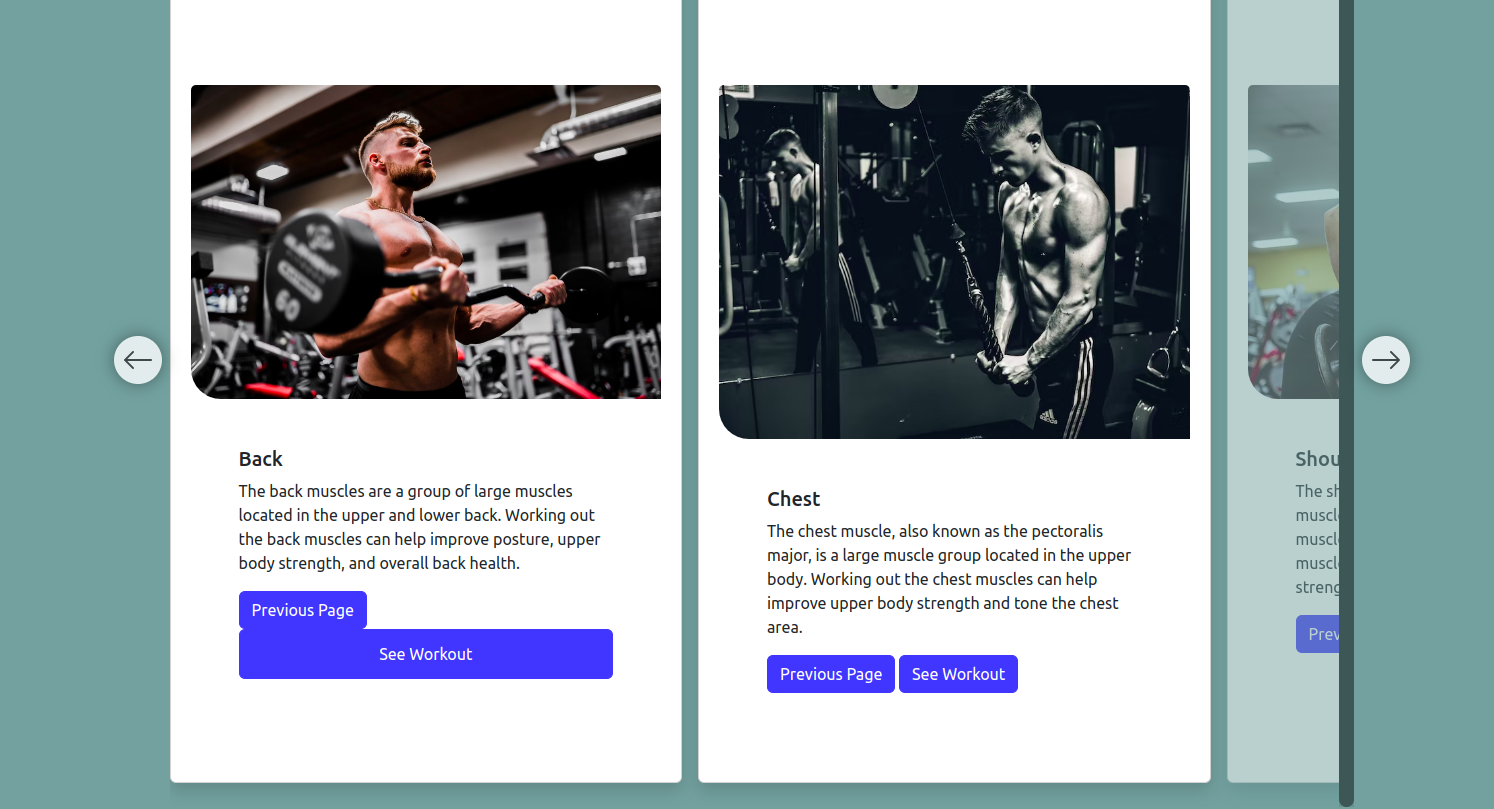 60
adidas
Back
The back muscles are a group of large muscles
located in the upper and lower back. Working out
the back muscles can help improve posture, upper
body strength, and overall back health.
Previous Page
See Workout
Chest
The chest muscle, also known as the pectoralis
major, is a large muscle group located in the upper
body. Working out the chest muscles can help
improve upper body strength and tone the chest
area.
Previous Page See Workout
Shou
The sh
muscl
muscl
muscl
streng
Prev